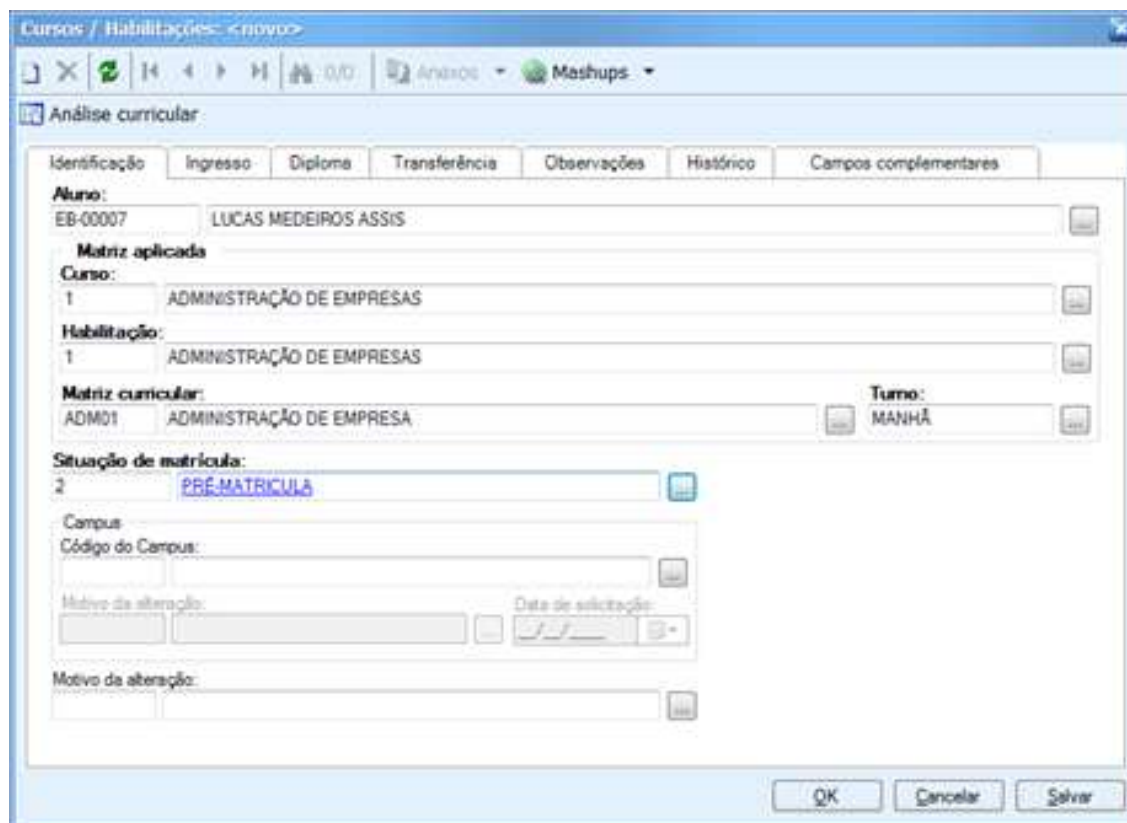 Cursos / Habilitações: <novo>
0/0 Anexos Mashups
Análise curricular
Identificação Ingresso Diploma Transferência Observações Histórico Campos complementares
Aluno:
EB-00007 LUCAS MEDEIROS ASSIS
Matriz aplicada
Curso:
1 ADMINISTRAÇÃO DE EMPRESAS
Habilitação:
1 ADMINISTRAÇÃO DE EMPRESAS
Matriz curricular: Turno:
ADM01 ADMINISTRAÇÃO DE EMPRESA ... MANHÃ
Situação de matrícula:
2 PRÉ-MATRICULA
Campus
Código do Campus:
Motivo da alteração: Data de solicitação
__/__/____
Motivo da alteração:
OK Cancelar Salvar